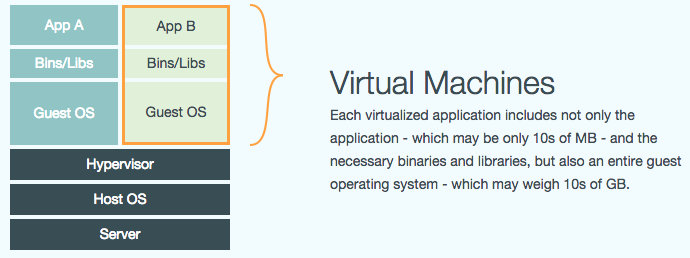 App A
App B
Bins/Libs
Bins/Libs
Guest OS
Guest OS
Hypervisor
Host OS
Server
Virtual Machines
Each virtualized application includes not only the
application - which may be only 10s of MB - and the
necessary binaries and libraries, but also an entire guest
operating system - which may weigh 10s of GB.